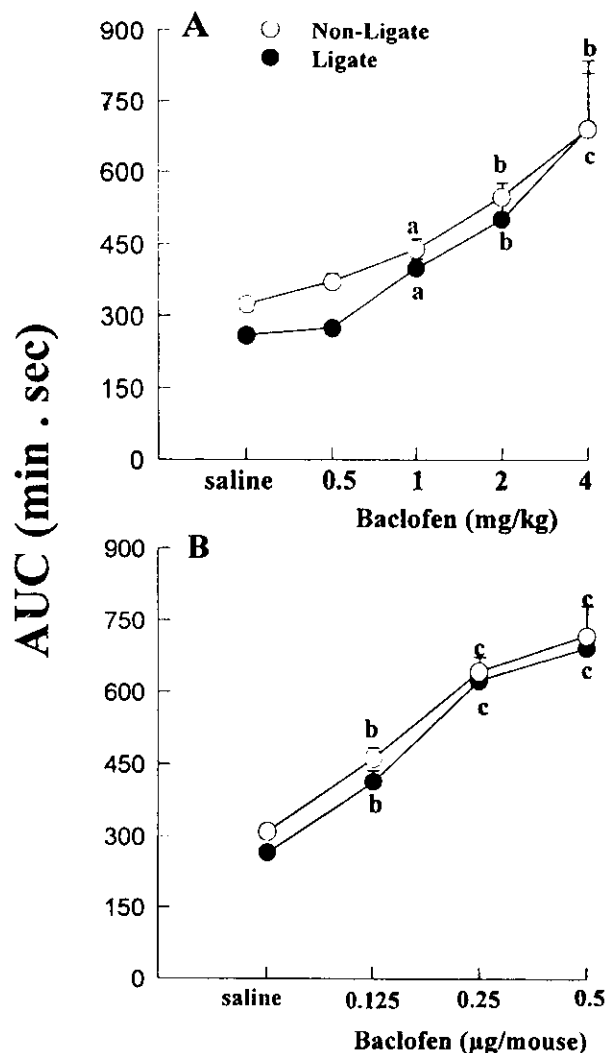 A
Non-Ligate
Ligate
900
750
600
450
300
150
0
a
b
b
a
b
c
saline 0.5 1 2 4
Baclofen (mg/kg)
AUC (min . sec)
B
900
750
600
450
300
150
0
b
c
c
b
c
c
saline 0.125 0.25 0.5
Baclofen (μg/mouse)